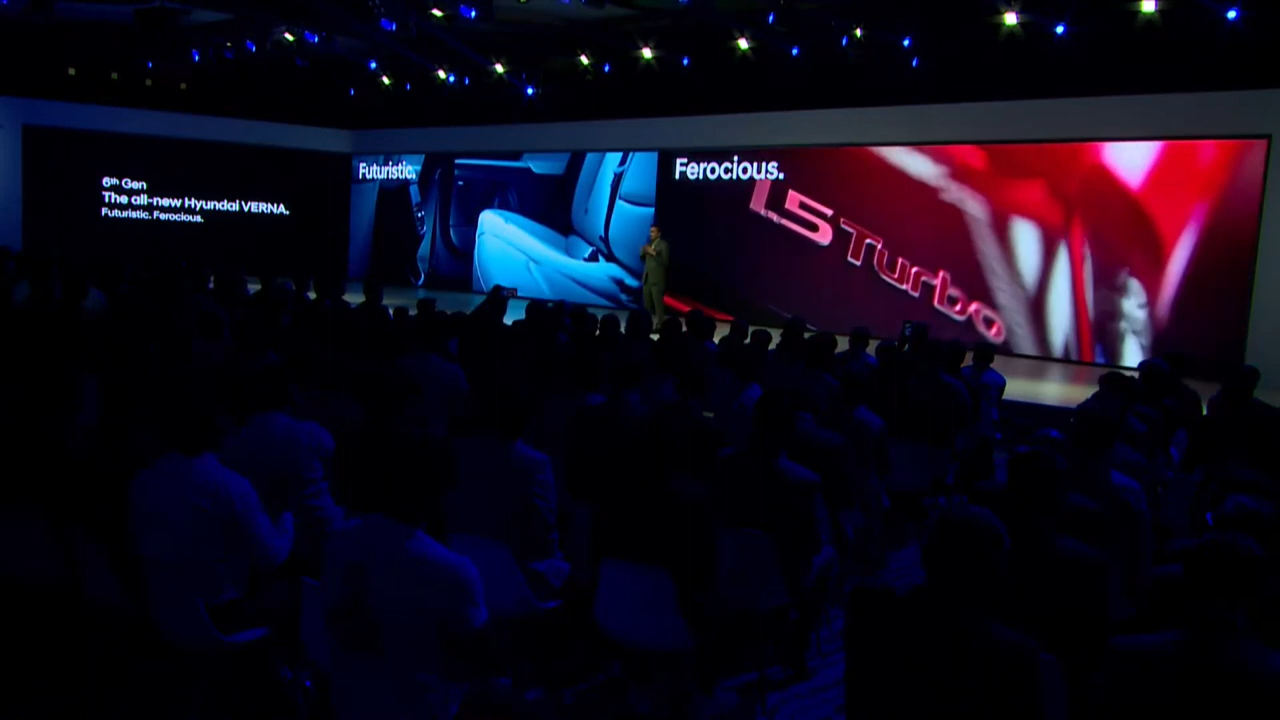 6th Gen
The all-new Hyundai VERNA.
Futuristic. Ferocious.
Futuristic.
Ferocious.
1.5 Turbo